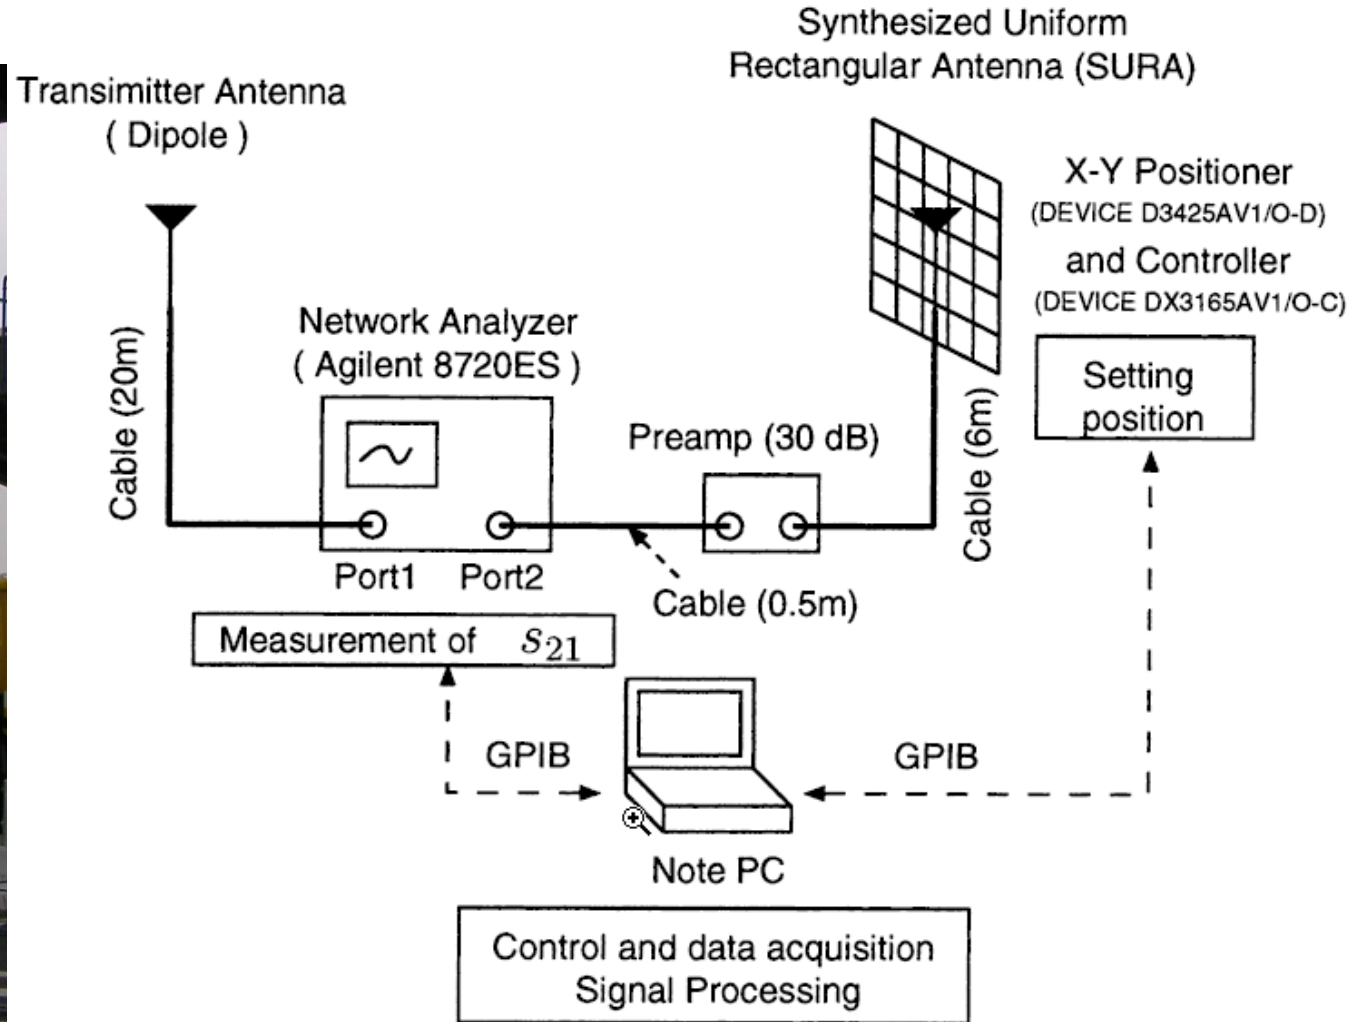 Synthesized Uniform
Rectangular Antenna (SURA)
Transimitter Antenna
( Dipole )
X-Y Positioner
(DEVICE D3425AV1/O-D)
and Controller
(DEVICE DX3165AV1/O-C)
Network Analyzer
( Agilent 8720ES )
Cable (20m)
Setting
position
Preamp (30 dB)
Cable (6m)
Port1
Port2
Cable (0.5m)
Measurement of s21
GPIB
GPIB
Note PC
Control and data acquisition
Signal Processing